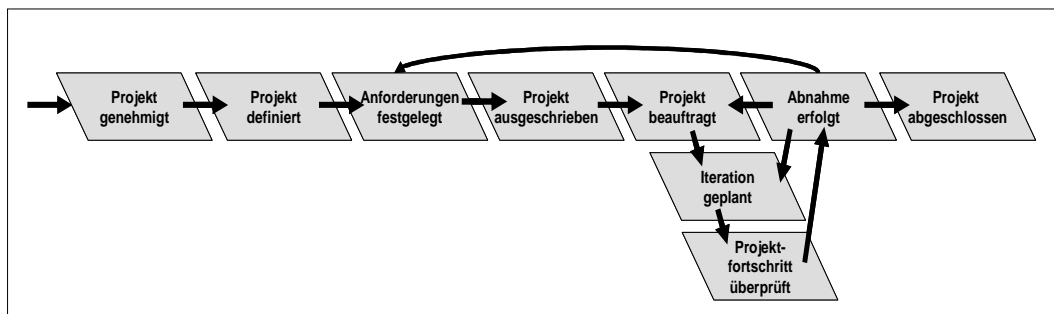 Projekt
genehmigt
Projekt
definiert
Anforderungen
festgelegt
Projekt
ausgeschrieben
Projekt
beauftragt
Abnahme
erfolgt
Projekt
abgeschlossen
Iteration
geplant
Projekt-
fortschritt
überprüft